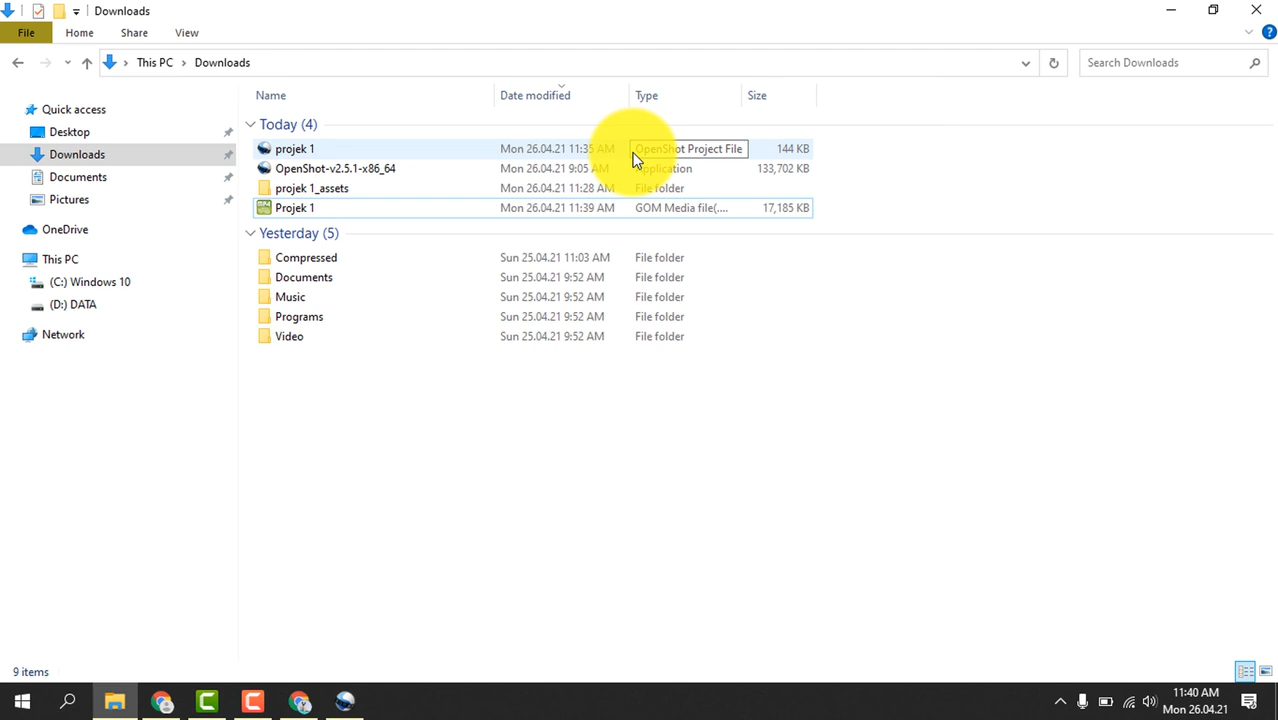 Downloads
File Home Share View
This PC Downloads Search Downloads
Name Date modified Type Size
Quick access
Desktop
Downloads
Documents
Pictures
OneDrive
This PC
(C:) Windows 10
(D:) DATA
Network
Today (4)
projek 1 Mon 26.04.21 11:35 AM OpenShot Project File 144 KB
OpenShot-v2.5.1-x86_64 Mon 26.04.21 9:05 AM Application 133,702 KB
projek 1_assets Mon 26.04.21 11:28 AM File folder
Projek 1 Mon 26.04.21 11:39 AM GOM Media file(.... 17,185 KB
Yesterday (5)
Compressed Sun 25.04.21 11:03 AM File folder
Documents Sun 25.04.21 9:52 AM File folder
Music Sun 25.04.21 9:52 AM File folder
Programs Sun 25.04.21 9:52 AM File folder
Video Sun 25.04.21 9:52 AM File folder
9 items
11:40 AM
Mon 26.04.21